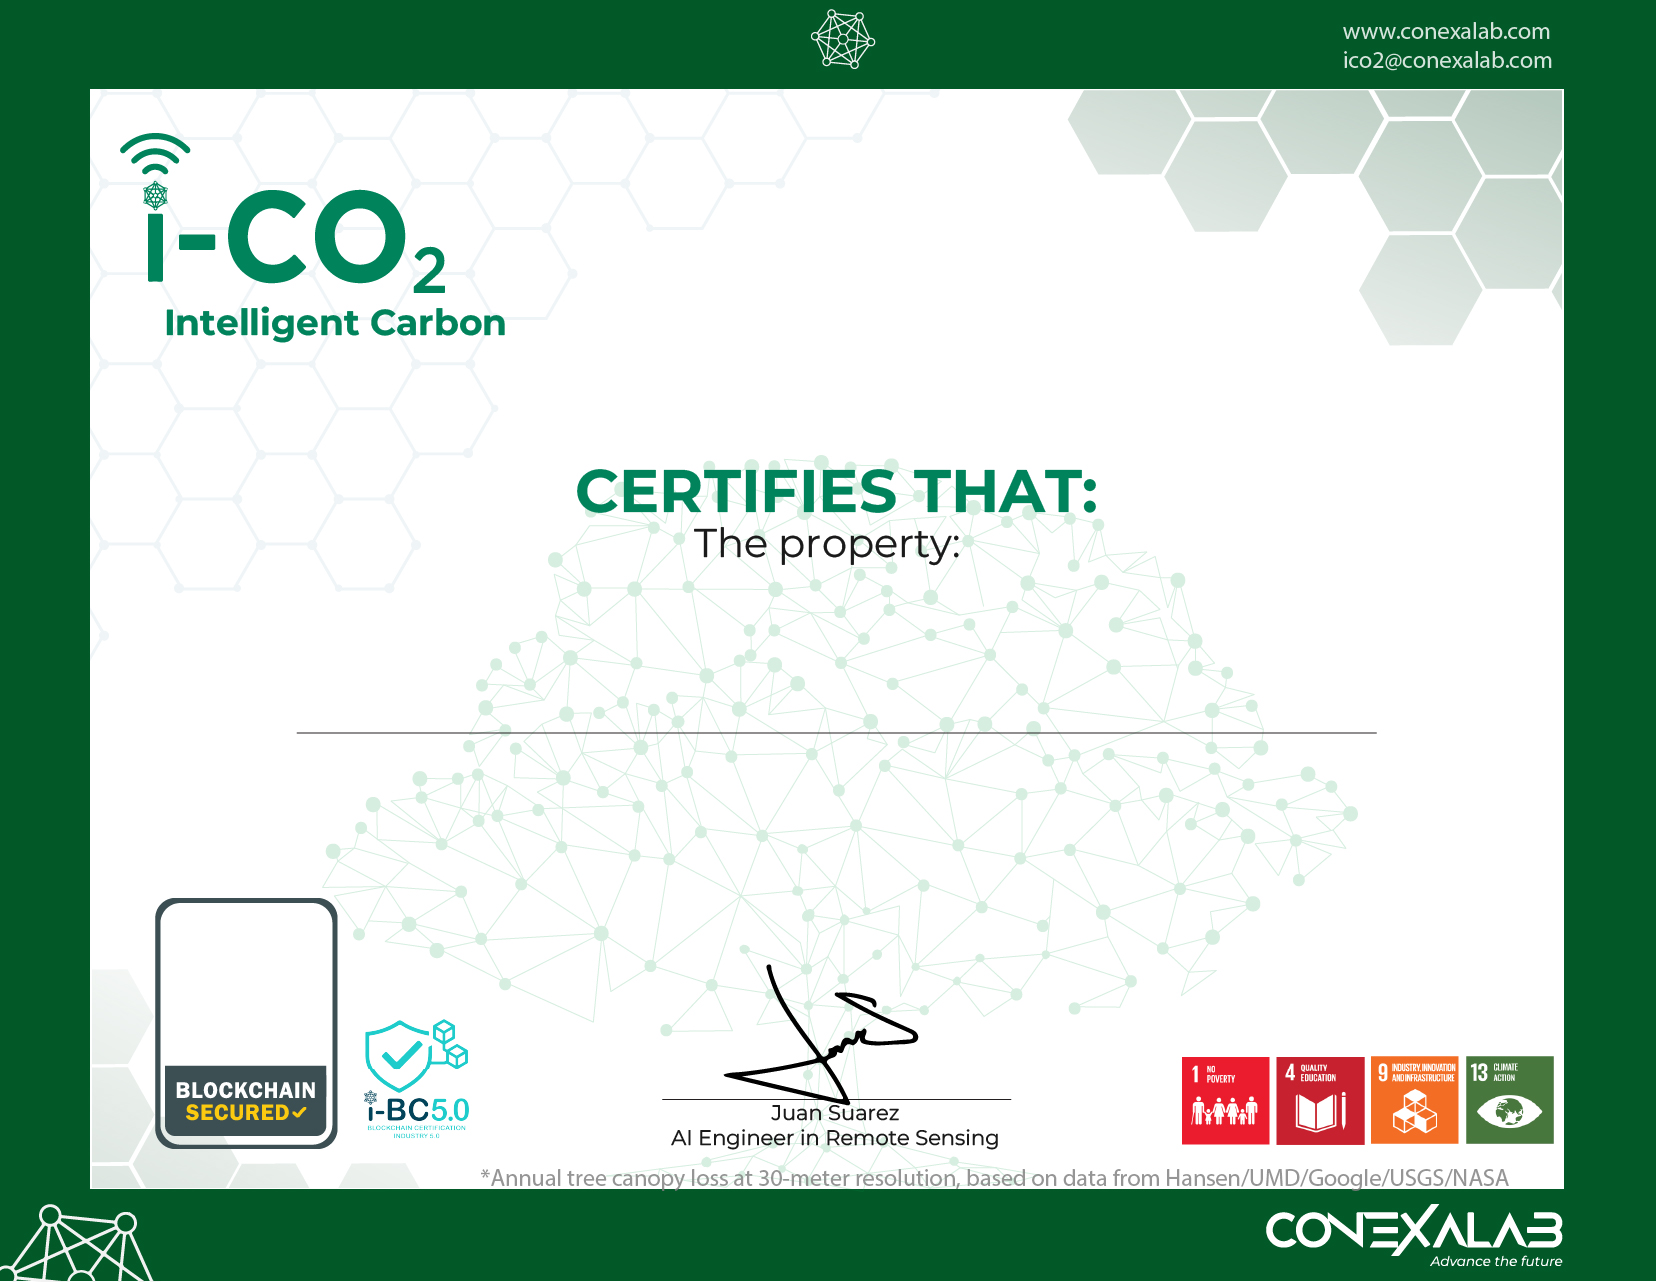 www.conexalab.com
ico2@conexalab.com
i-CO2
Intelligent Carbon
CERTIFIES THAT:
The property:
BLOCKCHAIN
SECURED
i-BC5.0
BLOCKCHAIN CERTIFICATION
INDUSTRY 5.0
Juan Suarez
AI Engineer in Remote Sensing
1 NO
POVERTY
4 QUALITY
EDUCATION
9 INDUSTRY, INNOVATION
AND INFRASTRUCTURE
13 CLIMATE
ACTION
*Annual tree canopy loss at 30-meter resolution, based on data from Hansen/UMD/Google/USGS/NASA
CONEXALAB
Advance the future